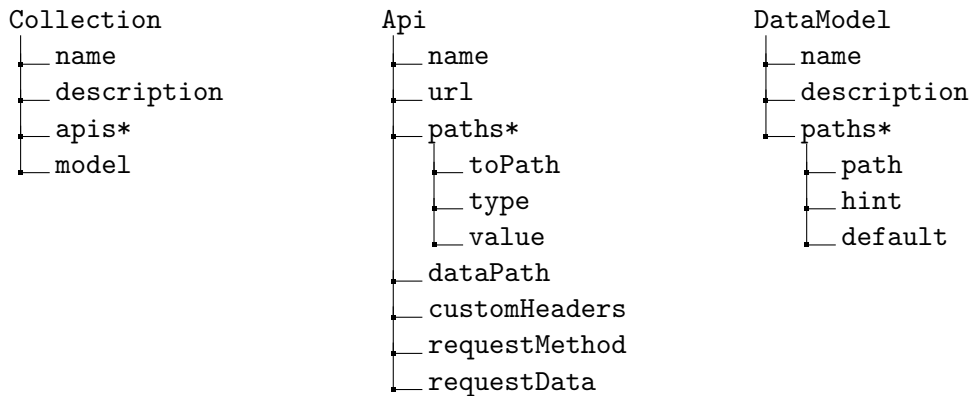 Collection
name
description
apis*
model
Api
name
url
paths*
toPath
type
value
dataPath
customHeaders
requestMethod
requestData
DataModel
name
description
paths*
path
hint
default